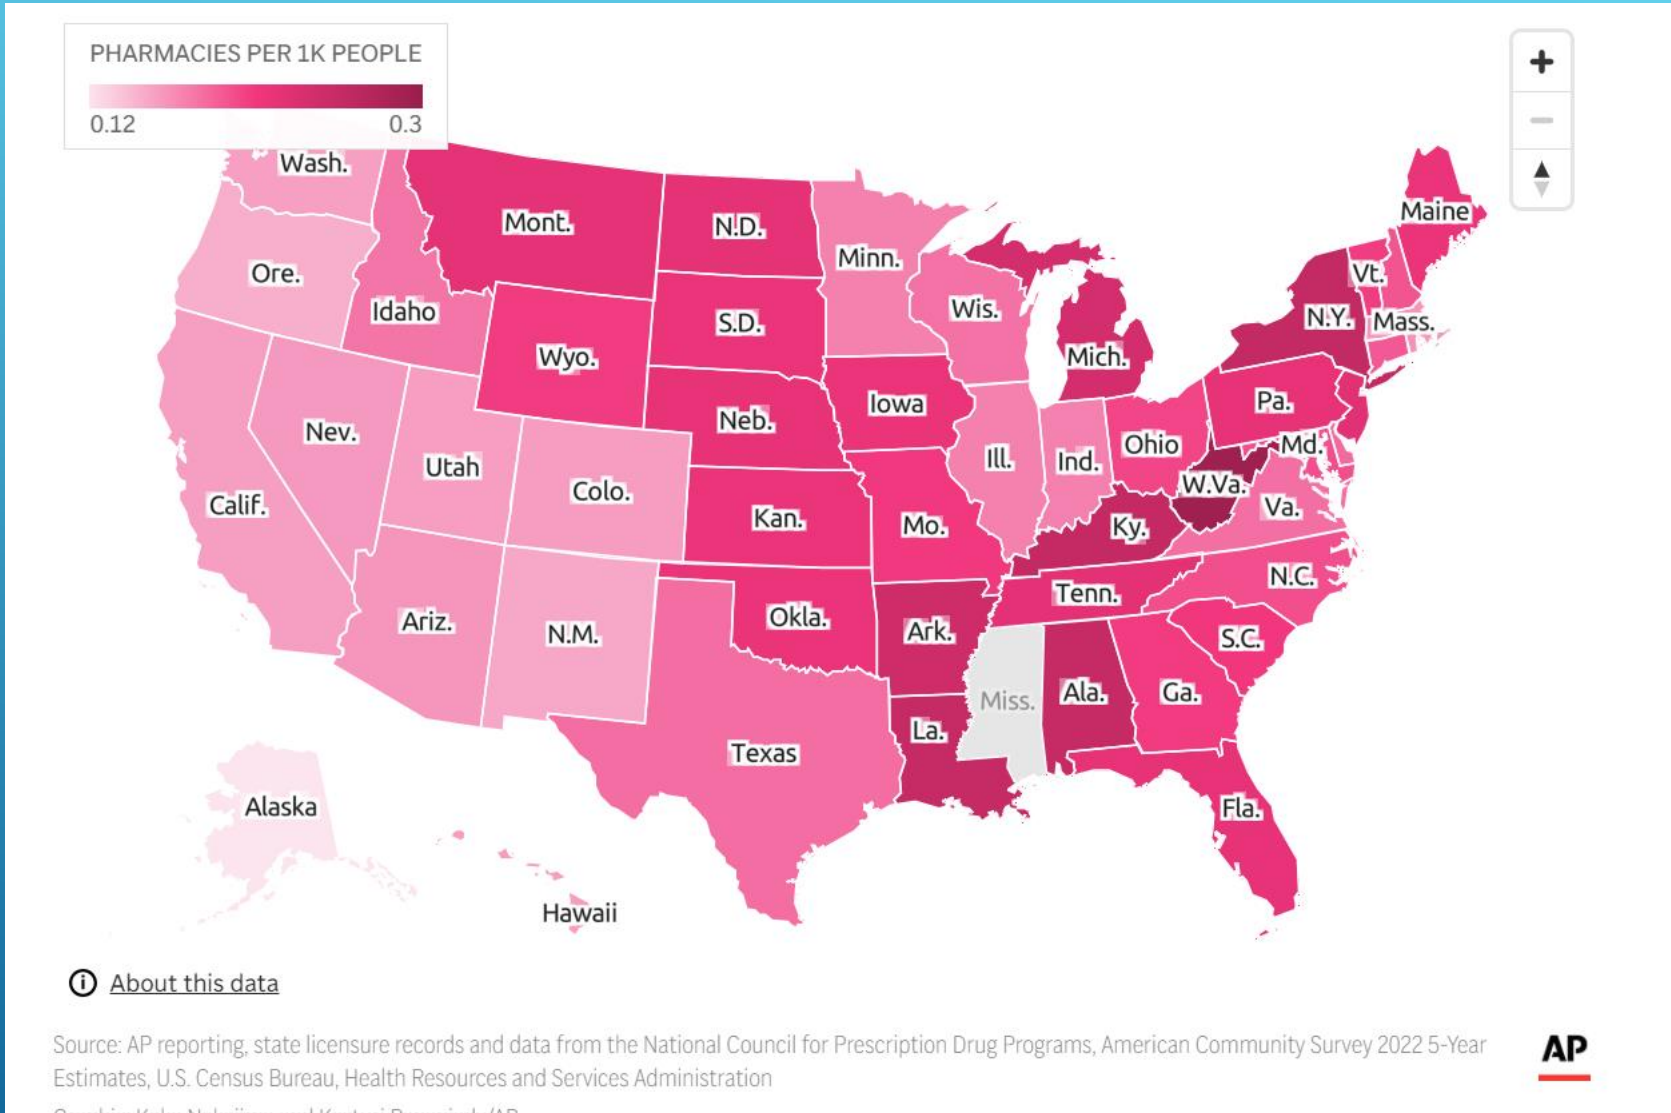 PHARMACIES PER 1K PEOPLE
0.12 0.3
+
−
Wash.
Mont.
N.D.
Minn.
Maine
Ore.
Idaho
Wyo.
S.D.
Wis.
Mich.
N.Y.
Vt.
Mass.
Nev.
Utah
Colo.
Neb.
Iowa
Ill.
Ind.
Ohio
Pa.
Md.
W.Va.
Va.
Calif.
Kan.
Mo.
Ky.
N.C.
Tenn.
Ariz.
N.M.
Okla.
Ark.
S.C.
Miss.
Ala.
Ga.
La.
Texas
Fla.
Alaska
Hawaii
i About this data
Source: AP reporting, state licensure records and data from the National Council for Prescription Drug Programs, American Community Survey 2022 5-Year
Estimates, U.S. Census Bureau, Health Resources and Services Administration
AP